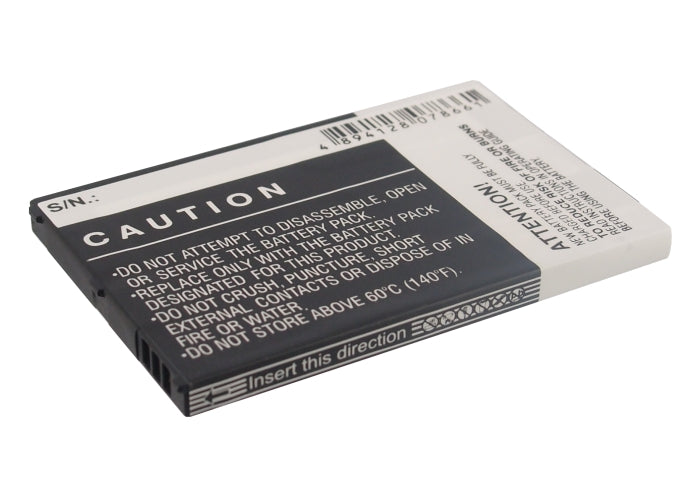 S/N.:
4 894128 078661
CAUTION
•DO NOT ATTEMPT TO DISASSEMBLE, OPEN
OR SERVICE THE BATTERY PACK.
•REPLACE ONLY WITH THE BATTERY PACK
DESIGNATED FOR THIS PRODUCT.
•DO NOT CRUSH, PUNCTURE, SHORT
EXTERNAL CONTACTS OR DISPOSE OF IN
FIRE OR WATER.
•DO NOT STORE ABOVE 60°C (140°F).
Insert this direction
ATTENTION!
NEW BATTERY PACK MUST BE FULLY
CHARGED BEFORE USE.
TO REDUCE RISK OF FIRE OR BURNS
READ INSTRUCTIONS IN OPERATING GUIDE
BEFORE USING THE BATTERY.